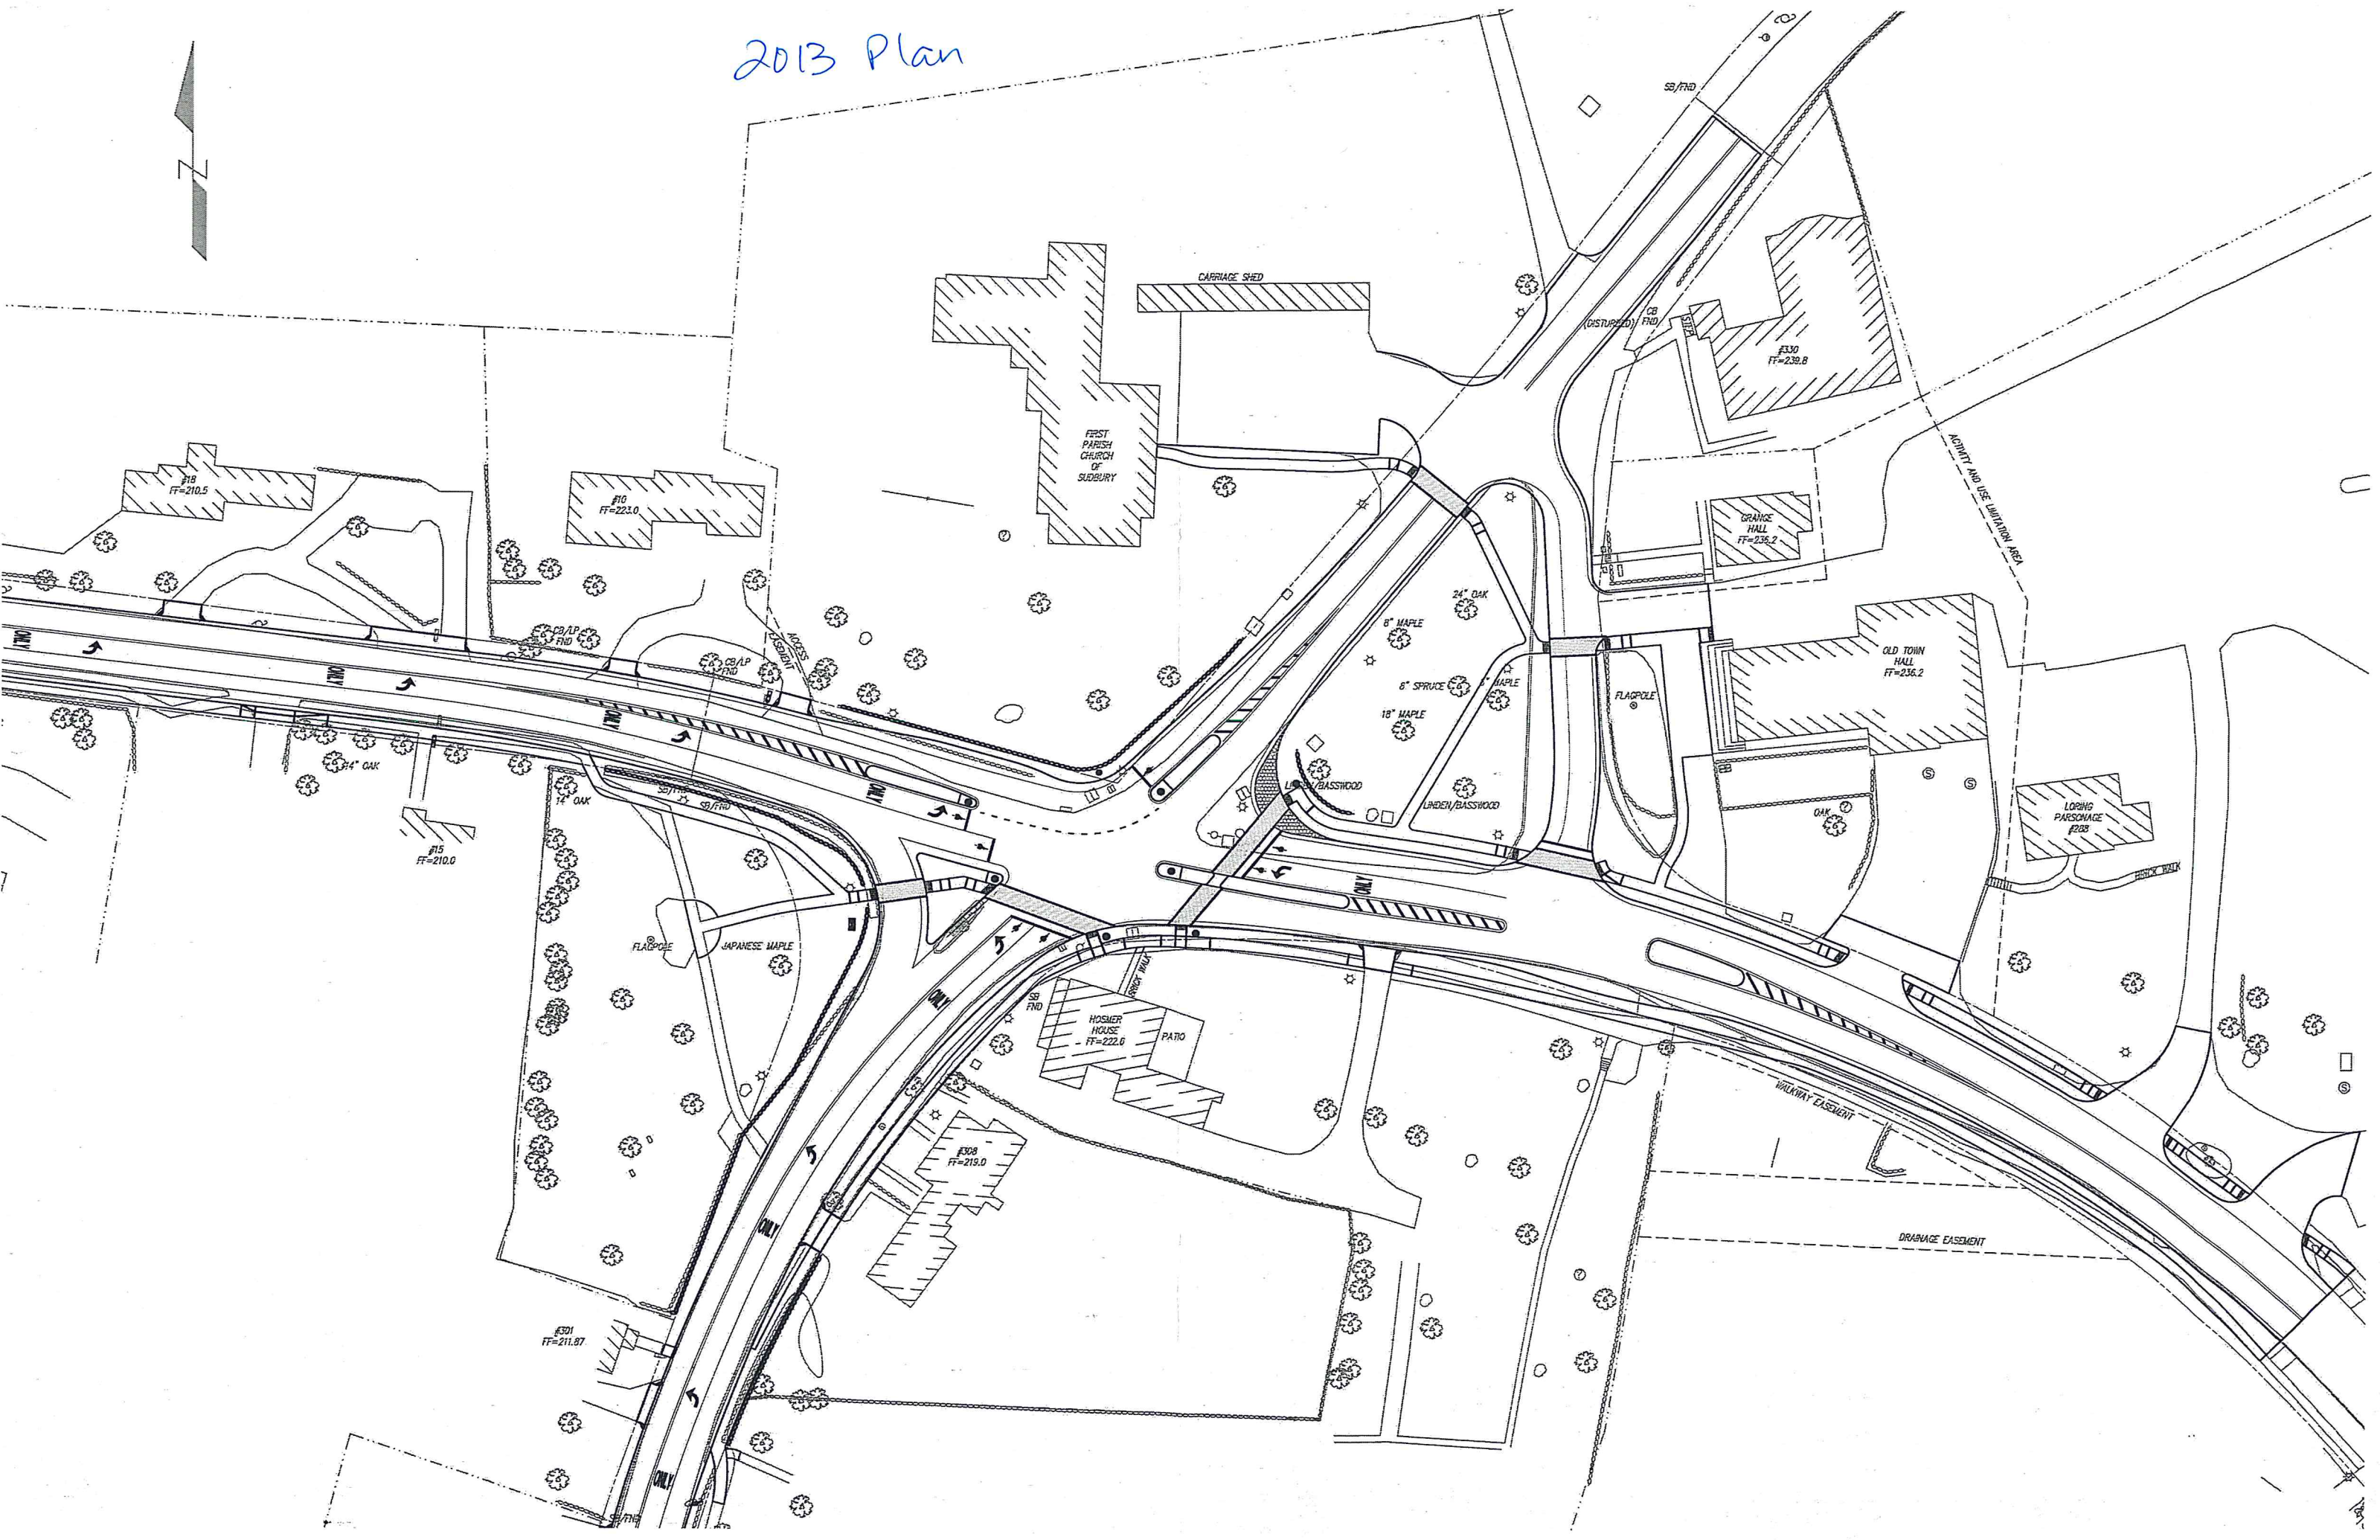 2013 Plan
N
SB/FND
CARRIAGE SHED
(DISTURBED)
CB
FND
STEP
#330
FF=239.8
FIRST
PARISH
CHURCH
OF
SUDBURY
ACTIVITY AND USE LIMITATION AREA
#18
FF=210.5
#10
FF=223.0
GRANGE
HALL
FF=236.2
24" OAK
8" MAPLE
CB/LP
FND
ACCESS
EASEMENT
CB/LP
FND
ONLY
ONLY
OLD TOWN
HALL
FF=236.2
8" SPRUCE
MAPLE
FLAGPOLE
18" MAPLE
ONLY
14" OAK
SB/FND
SB/FND
14" OAK
ONLY
LINDEN/BASSWOOD
LINDEN/BASSWOOD
OAK
LORING
PARSONAGE
#288
#15
FF=210.0
BRICK WALK
ONLY
FLAGPOLE
JAPANESE MAPLE
BRICK WALK
SB
FND
ONLY
HOSMER
HOUSE
FF=222.6
PATIO
WALKWAY EASEMENT
#308
FF=219.0
ONLY
DRAINAGE EASEMENT
#301
FF=211.87
ONLY
SB/FND